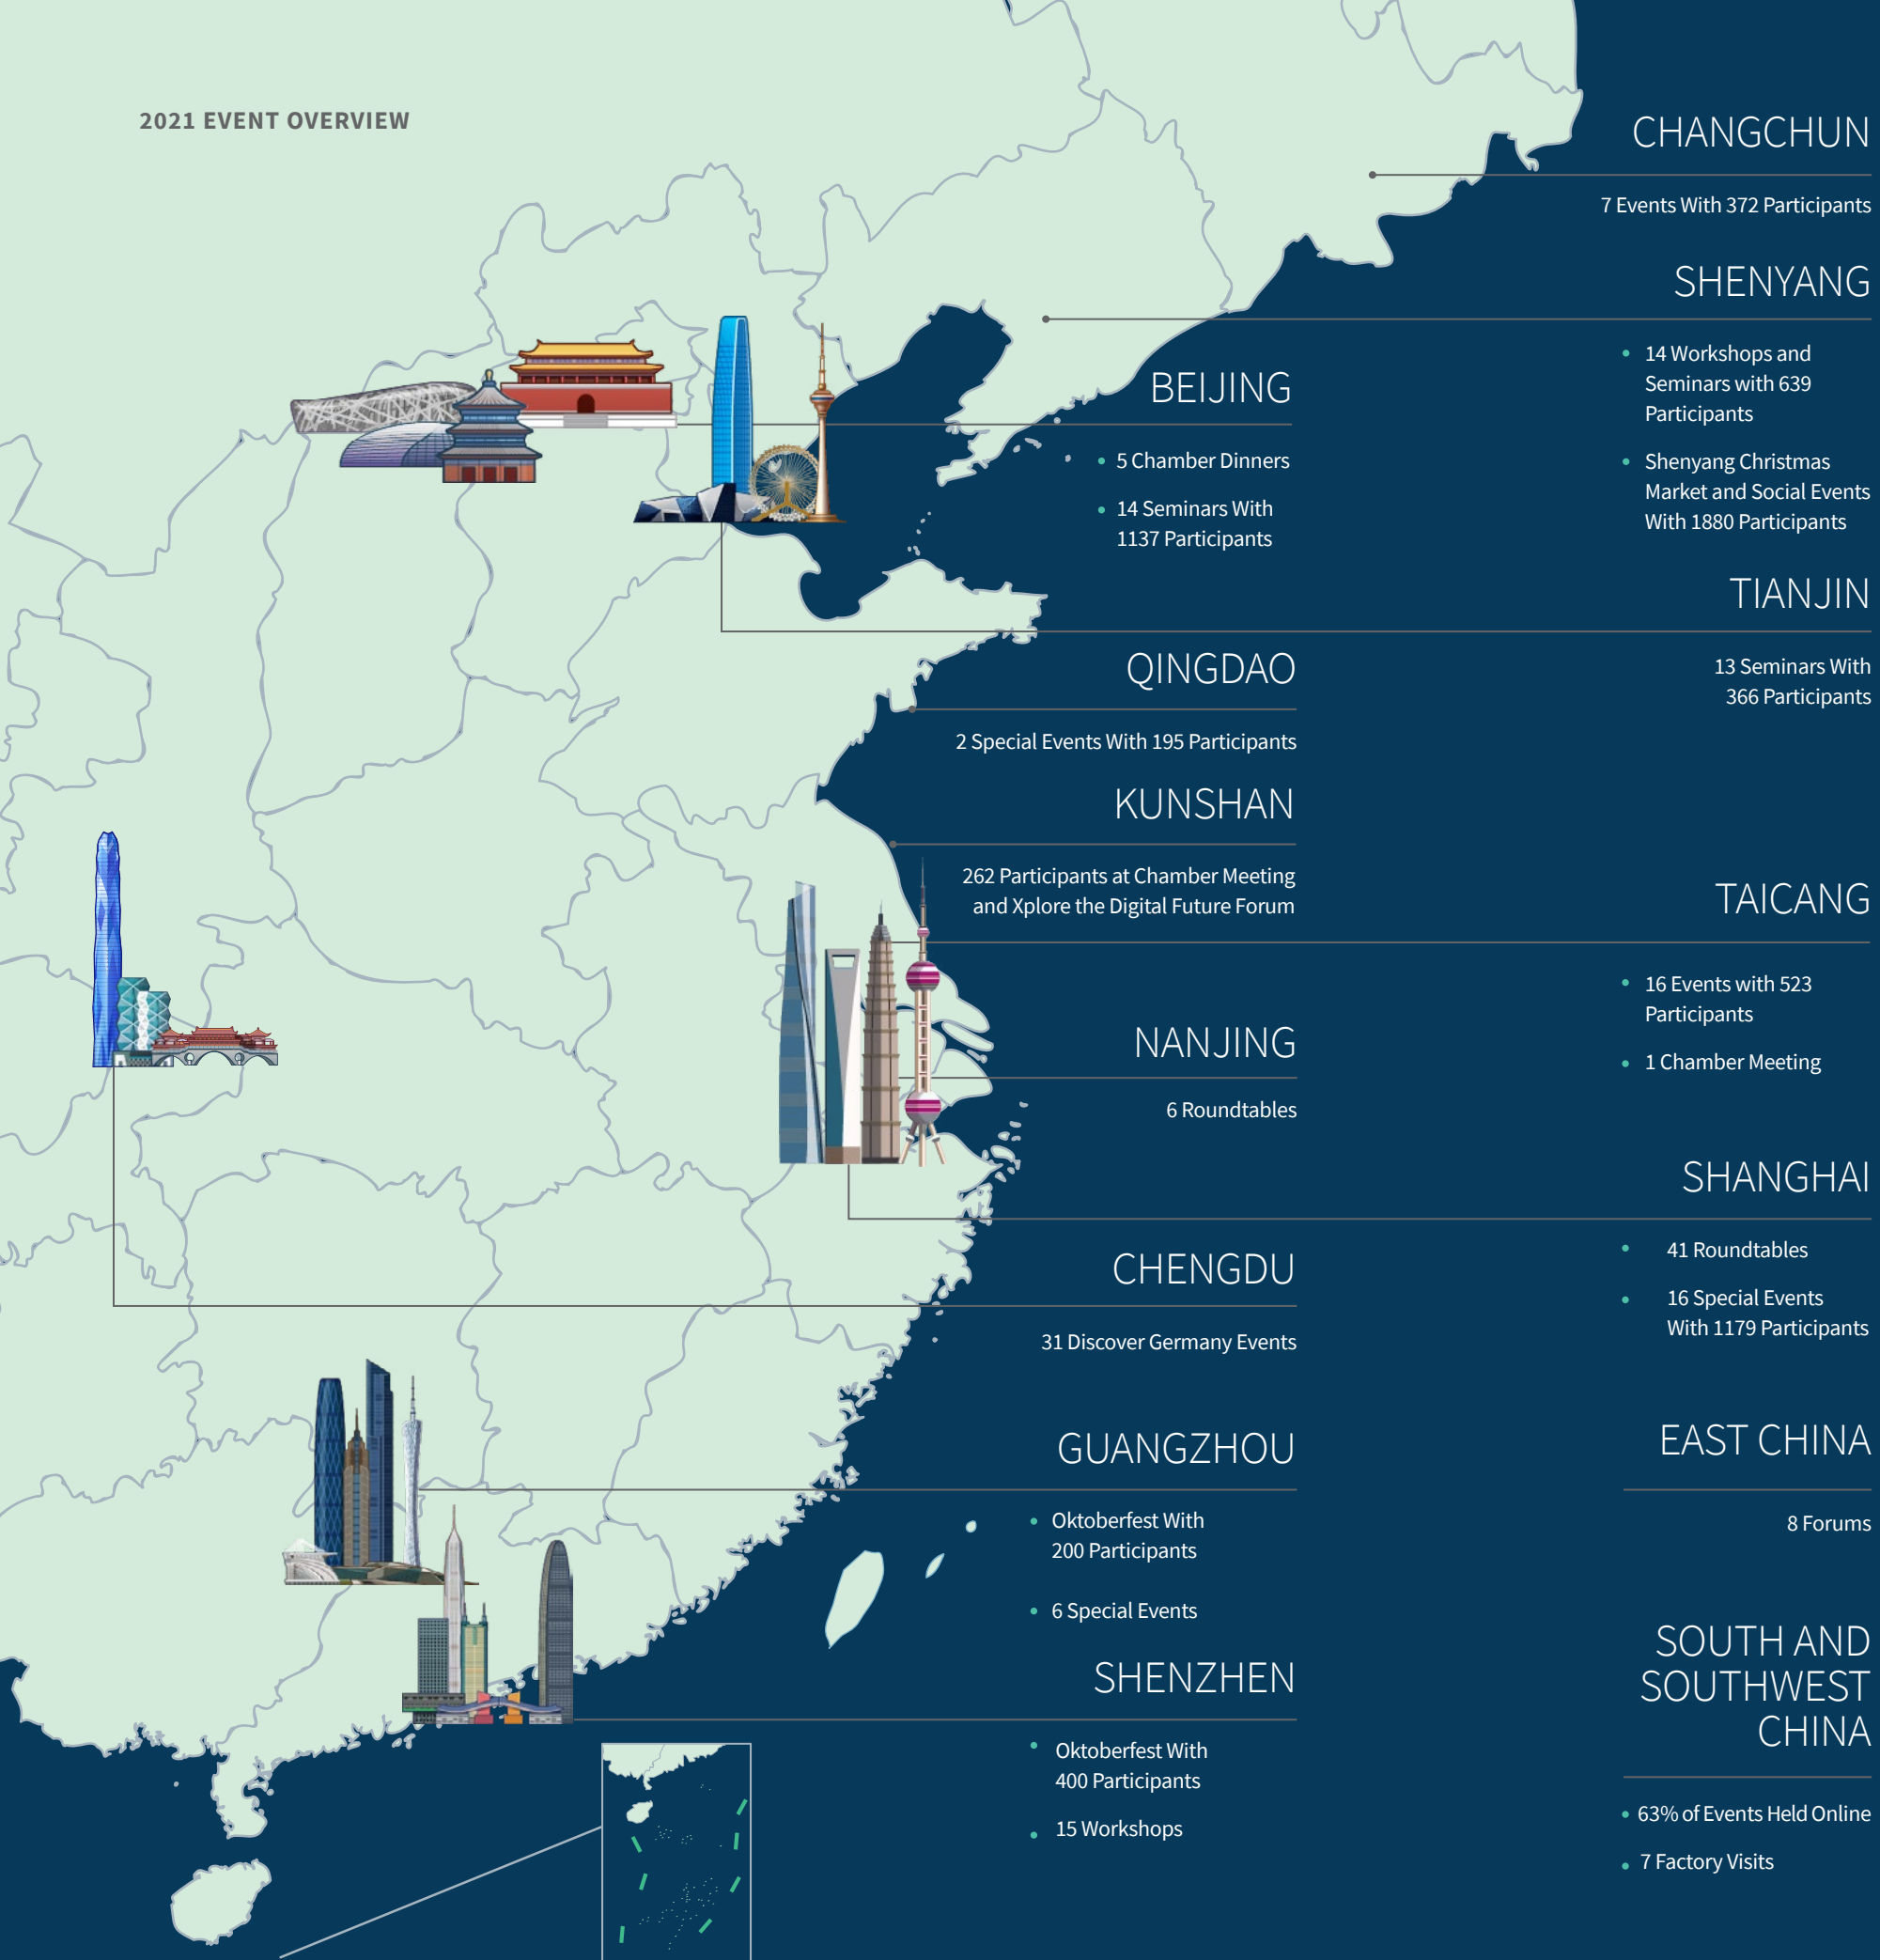 2021 EVENT OVERVIEW
CHANGCHUN
7 Events With 372 Participants
SHENYANG
• 14 Workshops and
Seminars with 639
Participants
• Shenyang Christmas
Market and Social Events
With 1880 Participants
BEIJING
• 5 Chamber Dinners
• 14 Seminars With
1137 Participants
TIANJIN
13 Seminars With
366 Participants
QINGDAO
2 Special Events With 195 Participants
KUNSHAN
262 Participants at Chamber Meeting
and Xplore the Digital Future Forum
TAICANG
• 16 Events with 523
Participants
• 1 Chamber Meeting
NANJING
6 Roundtables
SHANGHAI
• 41 Roundtables
• 16 Special Events
With 1179 Participants
CHENGDU
31 Discover Germany Events
GUANGZHOU
• Oktoberfest With
200 Participants
• 6 Special Events
EAST CHINA
8 Forums
SHENZHEN
• Oktoberfest With
400 Participants
• 15 Workshops
SOUTH AND
SOUTHWEST
CHINA
• 63% of Events Held Online
• 7 Factory Visits